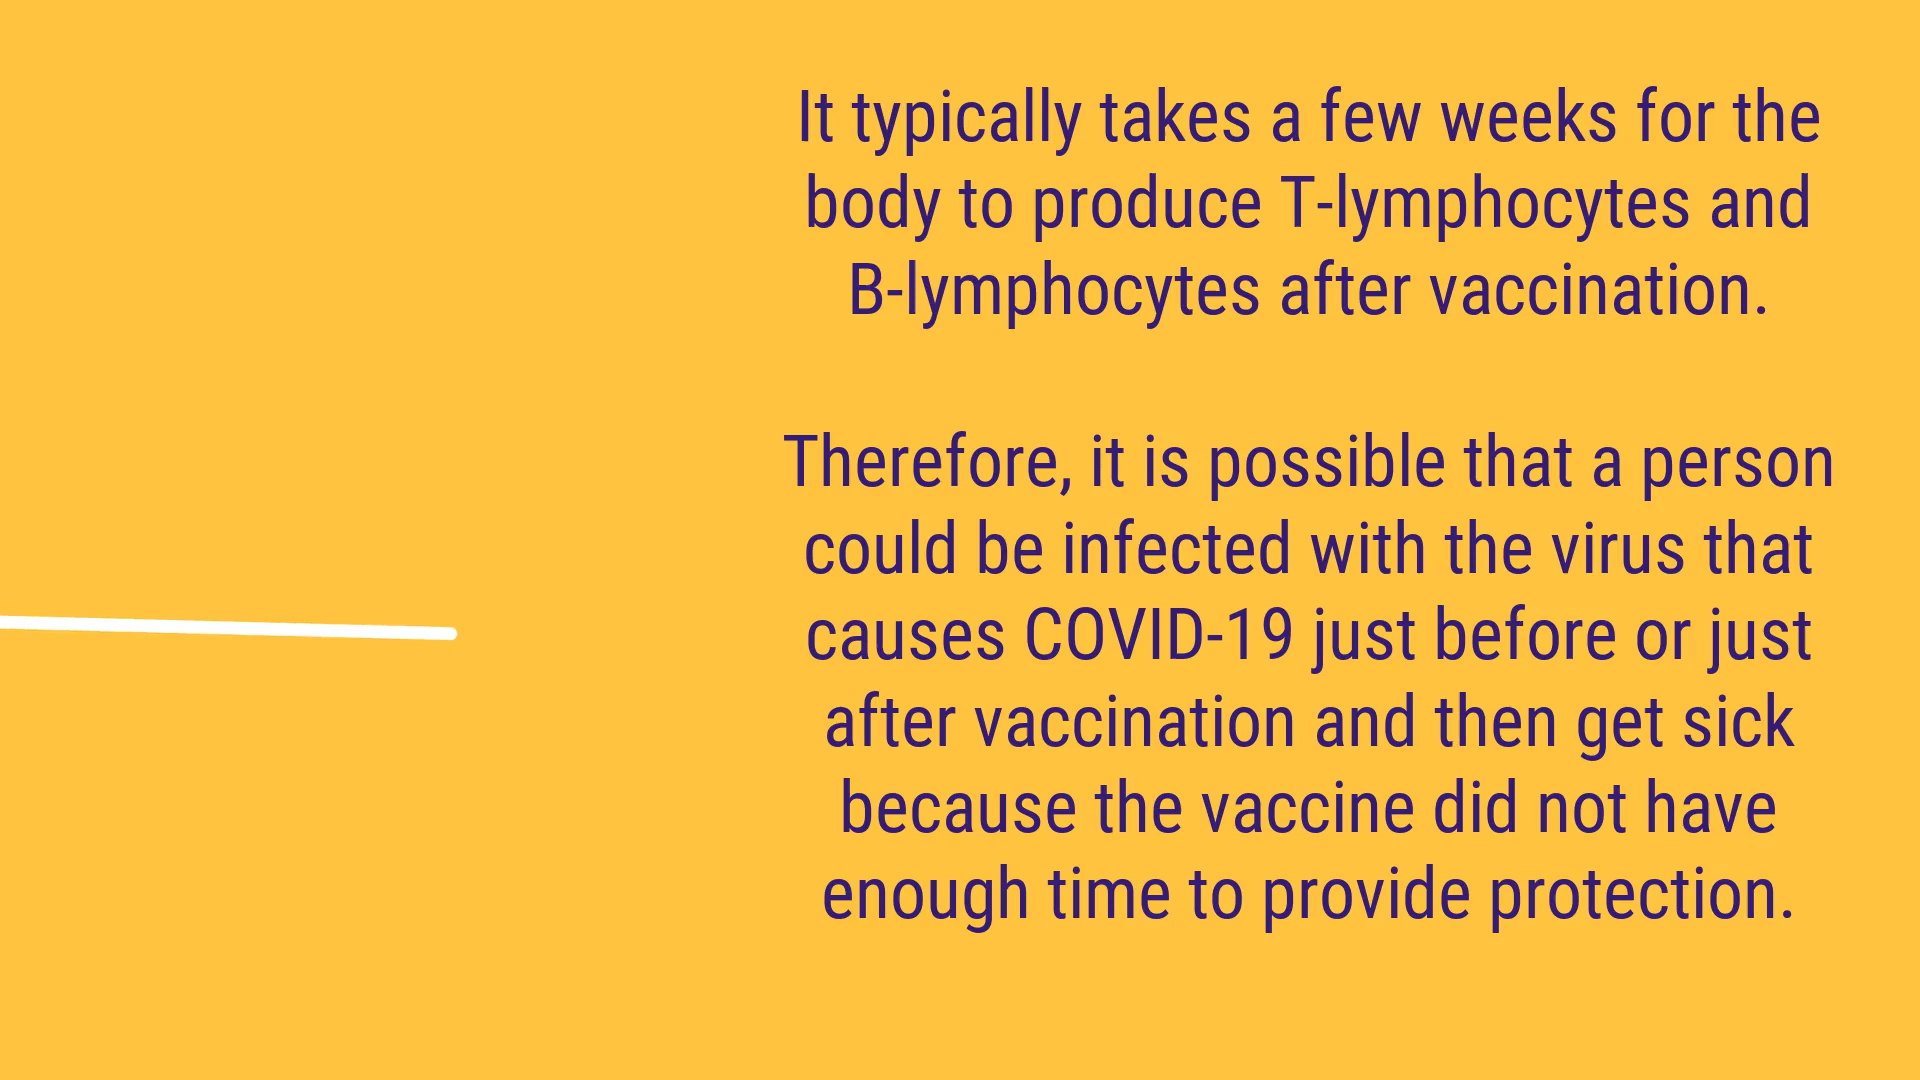 It typically takes a few weeks for the
body to produce T-lymphocytes and
B-lymphocytes after vaccination.
Therefore, it is possible that a person
could be infected with the virus that
causes COVID-19 just before or just
after vaccination and then get sick
because the vaccine did not have
enough time to provide protection.